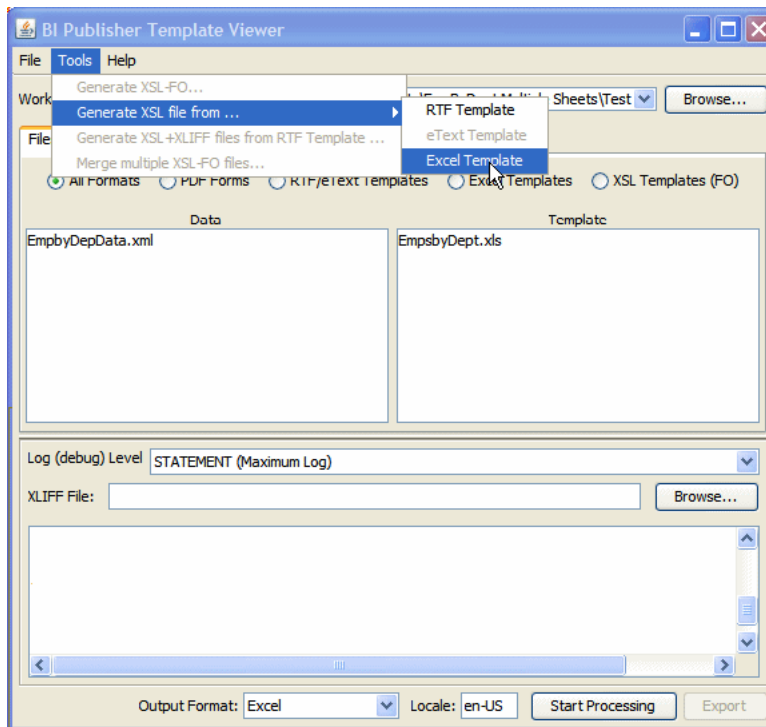 BI Publisher Template Viewer
File Tools Help
Generate XSL-FO...
Generate XSL file from ...
Generate XSL+XLIFF files from RTF Template ...
Merge multiple XSL-FO files...
RTF Template
eText Template
Excel Template
Work
Sheets\Test
Browse...
File
All Formats PDF Forms RTF/eText Templates Excel Templates XSL Templates (FO)
Data Template
EmpbyDepData.xml EmpsbyDept.xls
Log (debug) Level STATEMENT (Maximum Log)
XLIFF File: Browse...
Output Format: Excel Locale: en-US Start Processing Export